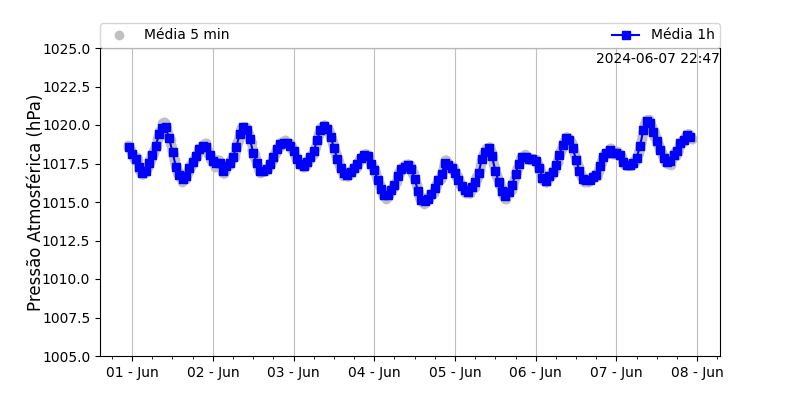 Média 5 min
Média 1h
2024-06-07 22:47
Pressão Atmosférica (hPa)
1025.0
1022.5
1020.0
1017.5
1015.0
1012.5
1010.0
1007.5
1005.0
01 - Jun
02 - Jun
03 - Jun
04 - Jun
05 - Jun
06 - Jun
07 - Jun
08 - Jun